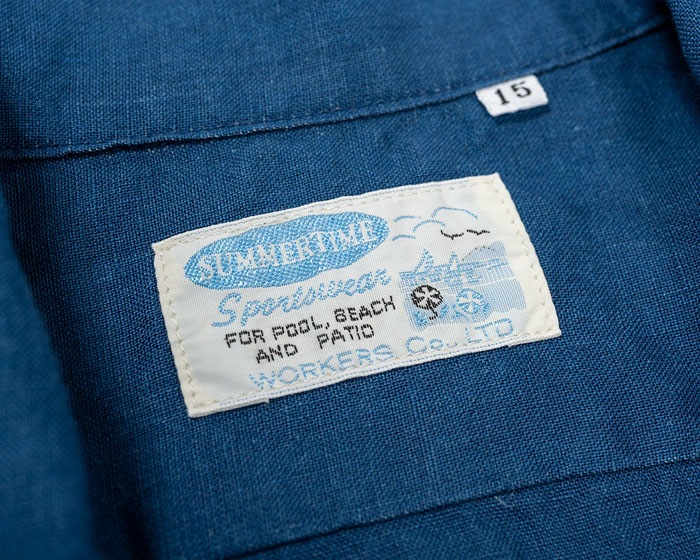 15
SUMMERTIME
Sportswear
FOR POOL, BEACH
AND PATIO
WORKERS Co., LTD